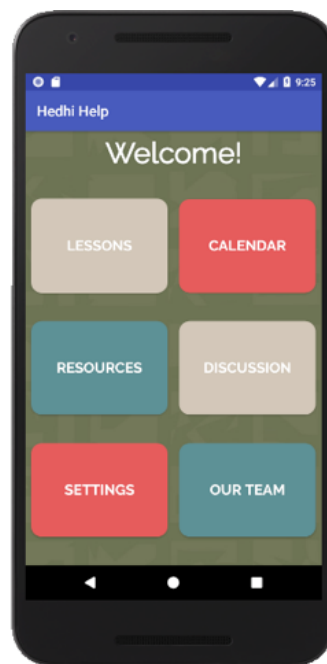 9:25
Hedhi Help
Welcome!
LESSONS
CALENDAR
RESOURCES
DISCUSSION
SETTINGS
OUR TEAM